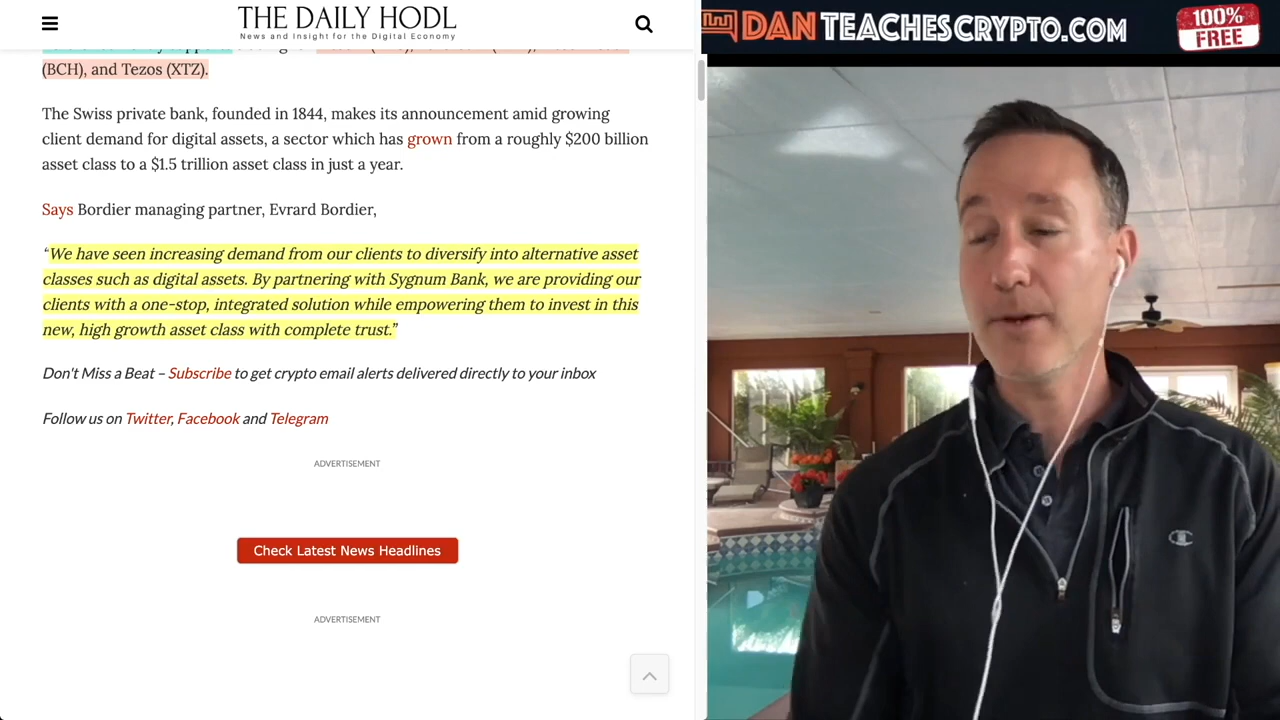 THE DAILY HODL
News and Insight for the Digital Economy
(BCH), and Tezos (XTZ).
The Swiss private bank, founded in 1844, makes its announcement amid growing
client demand for digital assets, a sector which has grown from a roughly $200 billion
asset class to a $1.5 trillion asset class in just a year.
Says Bordier managing partner, Evrard Bordier,
“We have seen increasing demand from our clients to diversify into alternative asset
classes such as digital assets. By partnering with Sygnum Bank, we are providing our
clients with a one-stop, integrated solution while empowering them to invest in this
new, high growth asset class with complete trust.”
Don't Miss a Beat – Subscribe to get crypto email alerts delivered directly to your inbox
Follow us on Twitter, Facebook and Telegram
ADVERTISEMENT
Check Latest News Headlines
ADVERTISEMENT
DANTEACHESCRYPTO.COM
100%
FREE